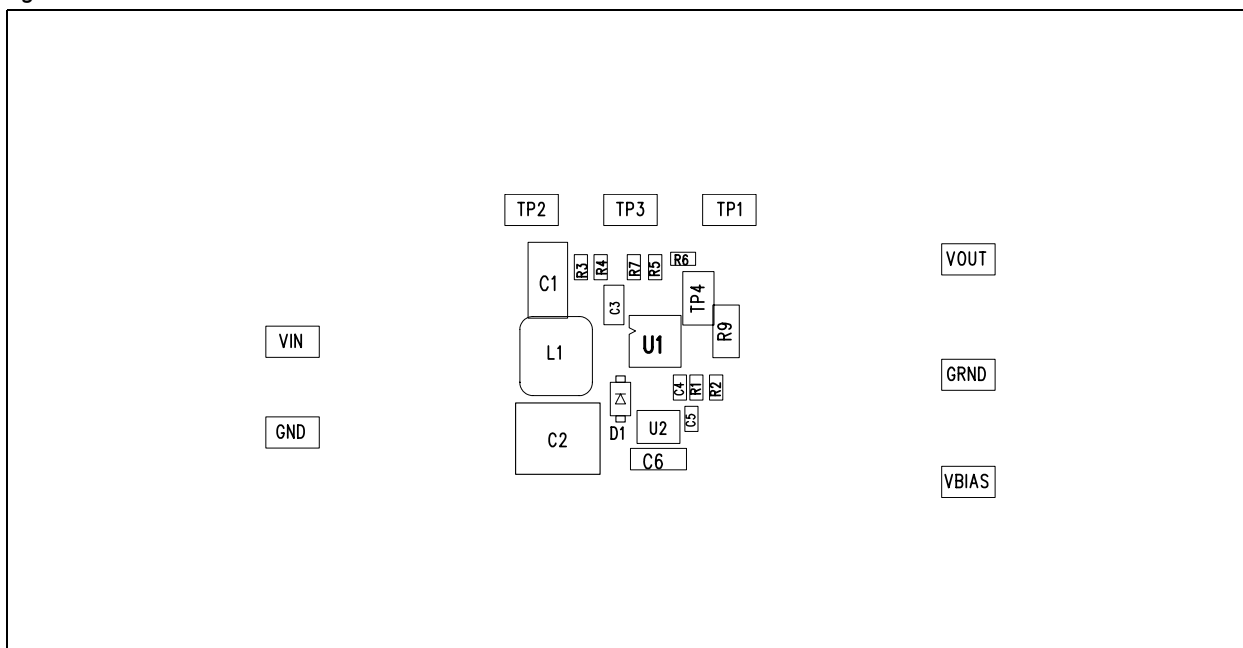 TP2 TP3 TP1
VOUT
C1 R3 R4 R7 R5 R6
TP4
C3
R9
VIN
L1 U1
GRND
C4 R1 R2
C5
GND
C2 D1 U2
C6
VBIAS